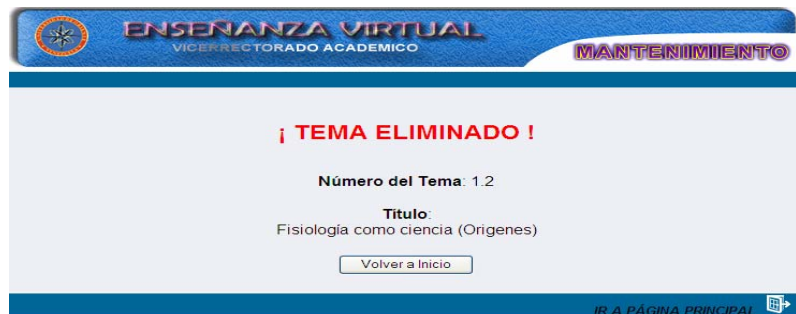 ENSEÑANZA VIRTUAL
VICERRECTORADO ACADEMICO
MANTENIMIENTO
¡ TEMA ELIMINADO !
Número del Tema: 1.2
Título:
Fisiología como ciencia (Origenes)
Volver a Inicio
IR A PÁGINA PRINCIPAL